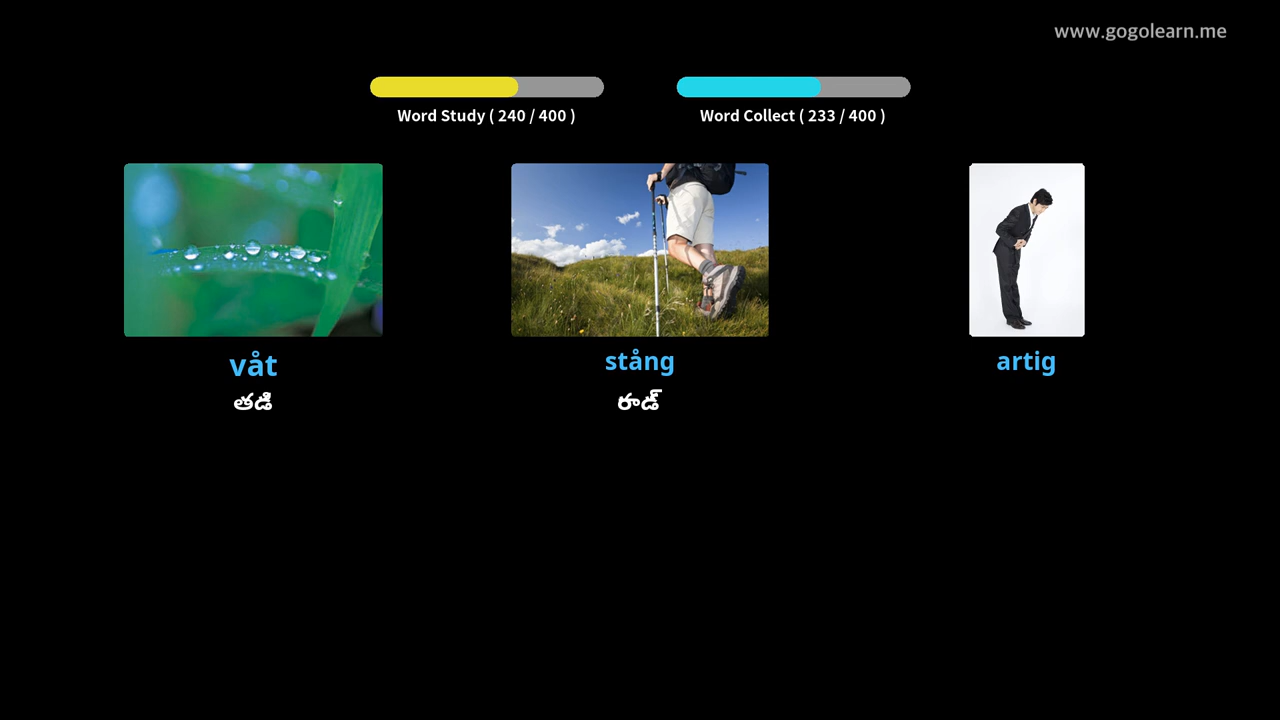 www.gogolearn.me
Word Study ( 240 / 400 )
Word Collect ( 233 / 400 )
våt
stång
artig
తడి
రాడ్